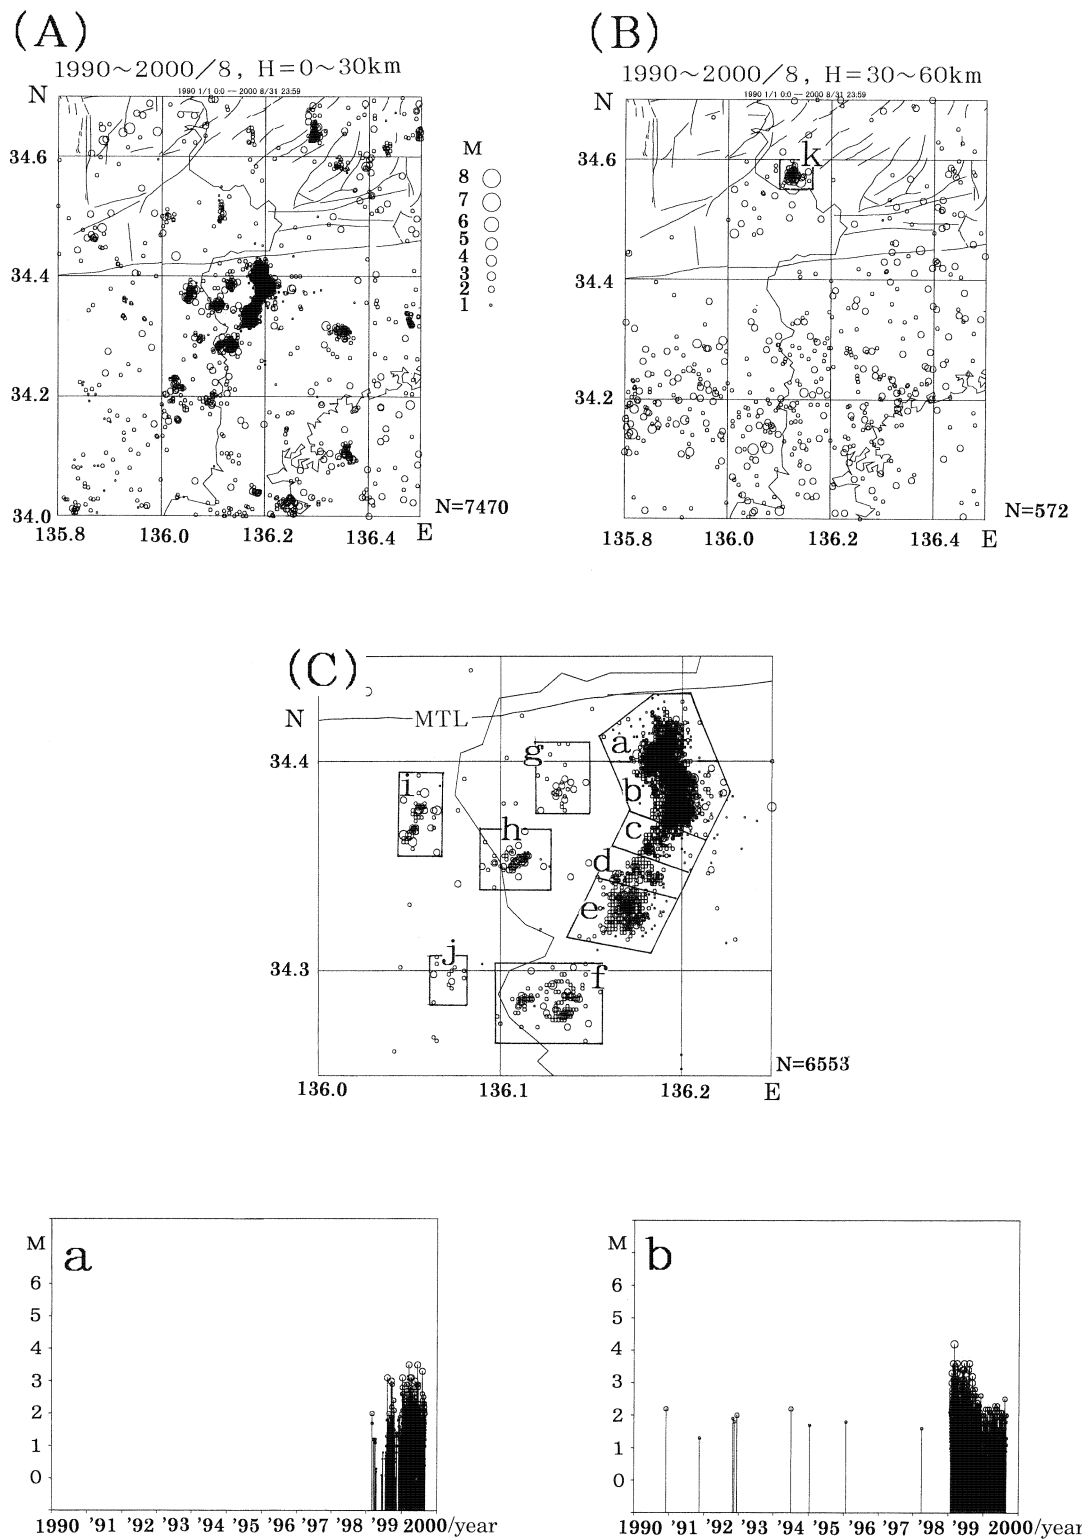 (A)
1990~2000/8, H=0~30km
1990 1/1 0:0 — 2000 8/31 23:59
N
34.6
34.4
34.2
34.0
135.8 136.0 136.2 136.4 E
N=7470
M
8
7
6
5
4
3
2
1
(B)
1990~2000/8, H=30~60km
1990 1/1 0:0 — 2000 8/31 23:59
N
k
34.6
34.4
34.2
135.8 136.0 136.2 136.4 E
N=572
(C)
N
MTL
34.4
34.3
a
b
c
d
e
f
g
h
i
j
136.0 136.1 136.2 E
N=6553
M
a
6
5
4
3
2
1
0
1990 '91 '92 '93 '94 '95 '96 '97 '98 '99 2000/year
M
b
6
5
4
3
2
1
0
1990 '91 '92 '93 '94 '95 '96 '97 '98 '99 2000/year